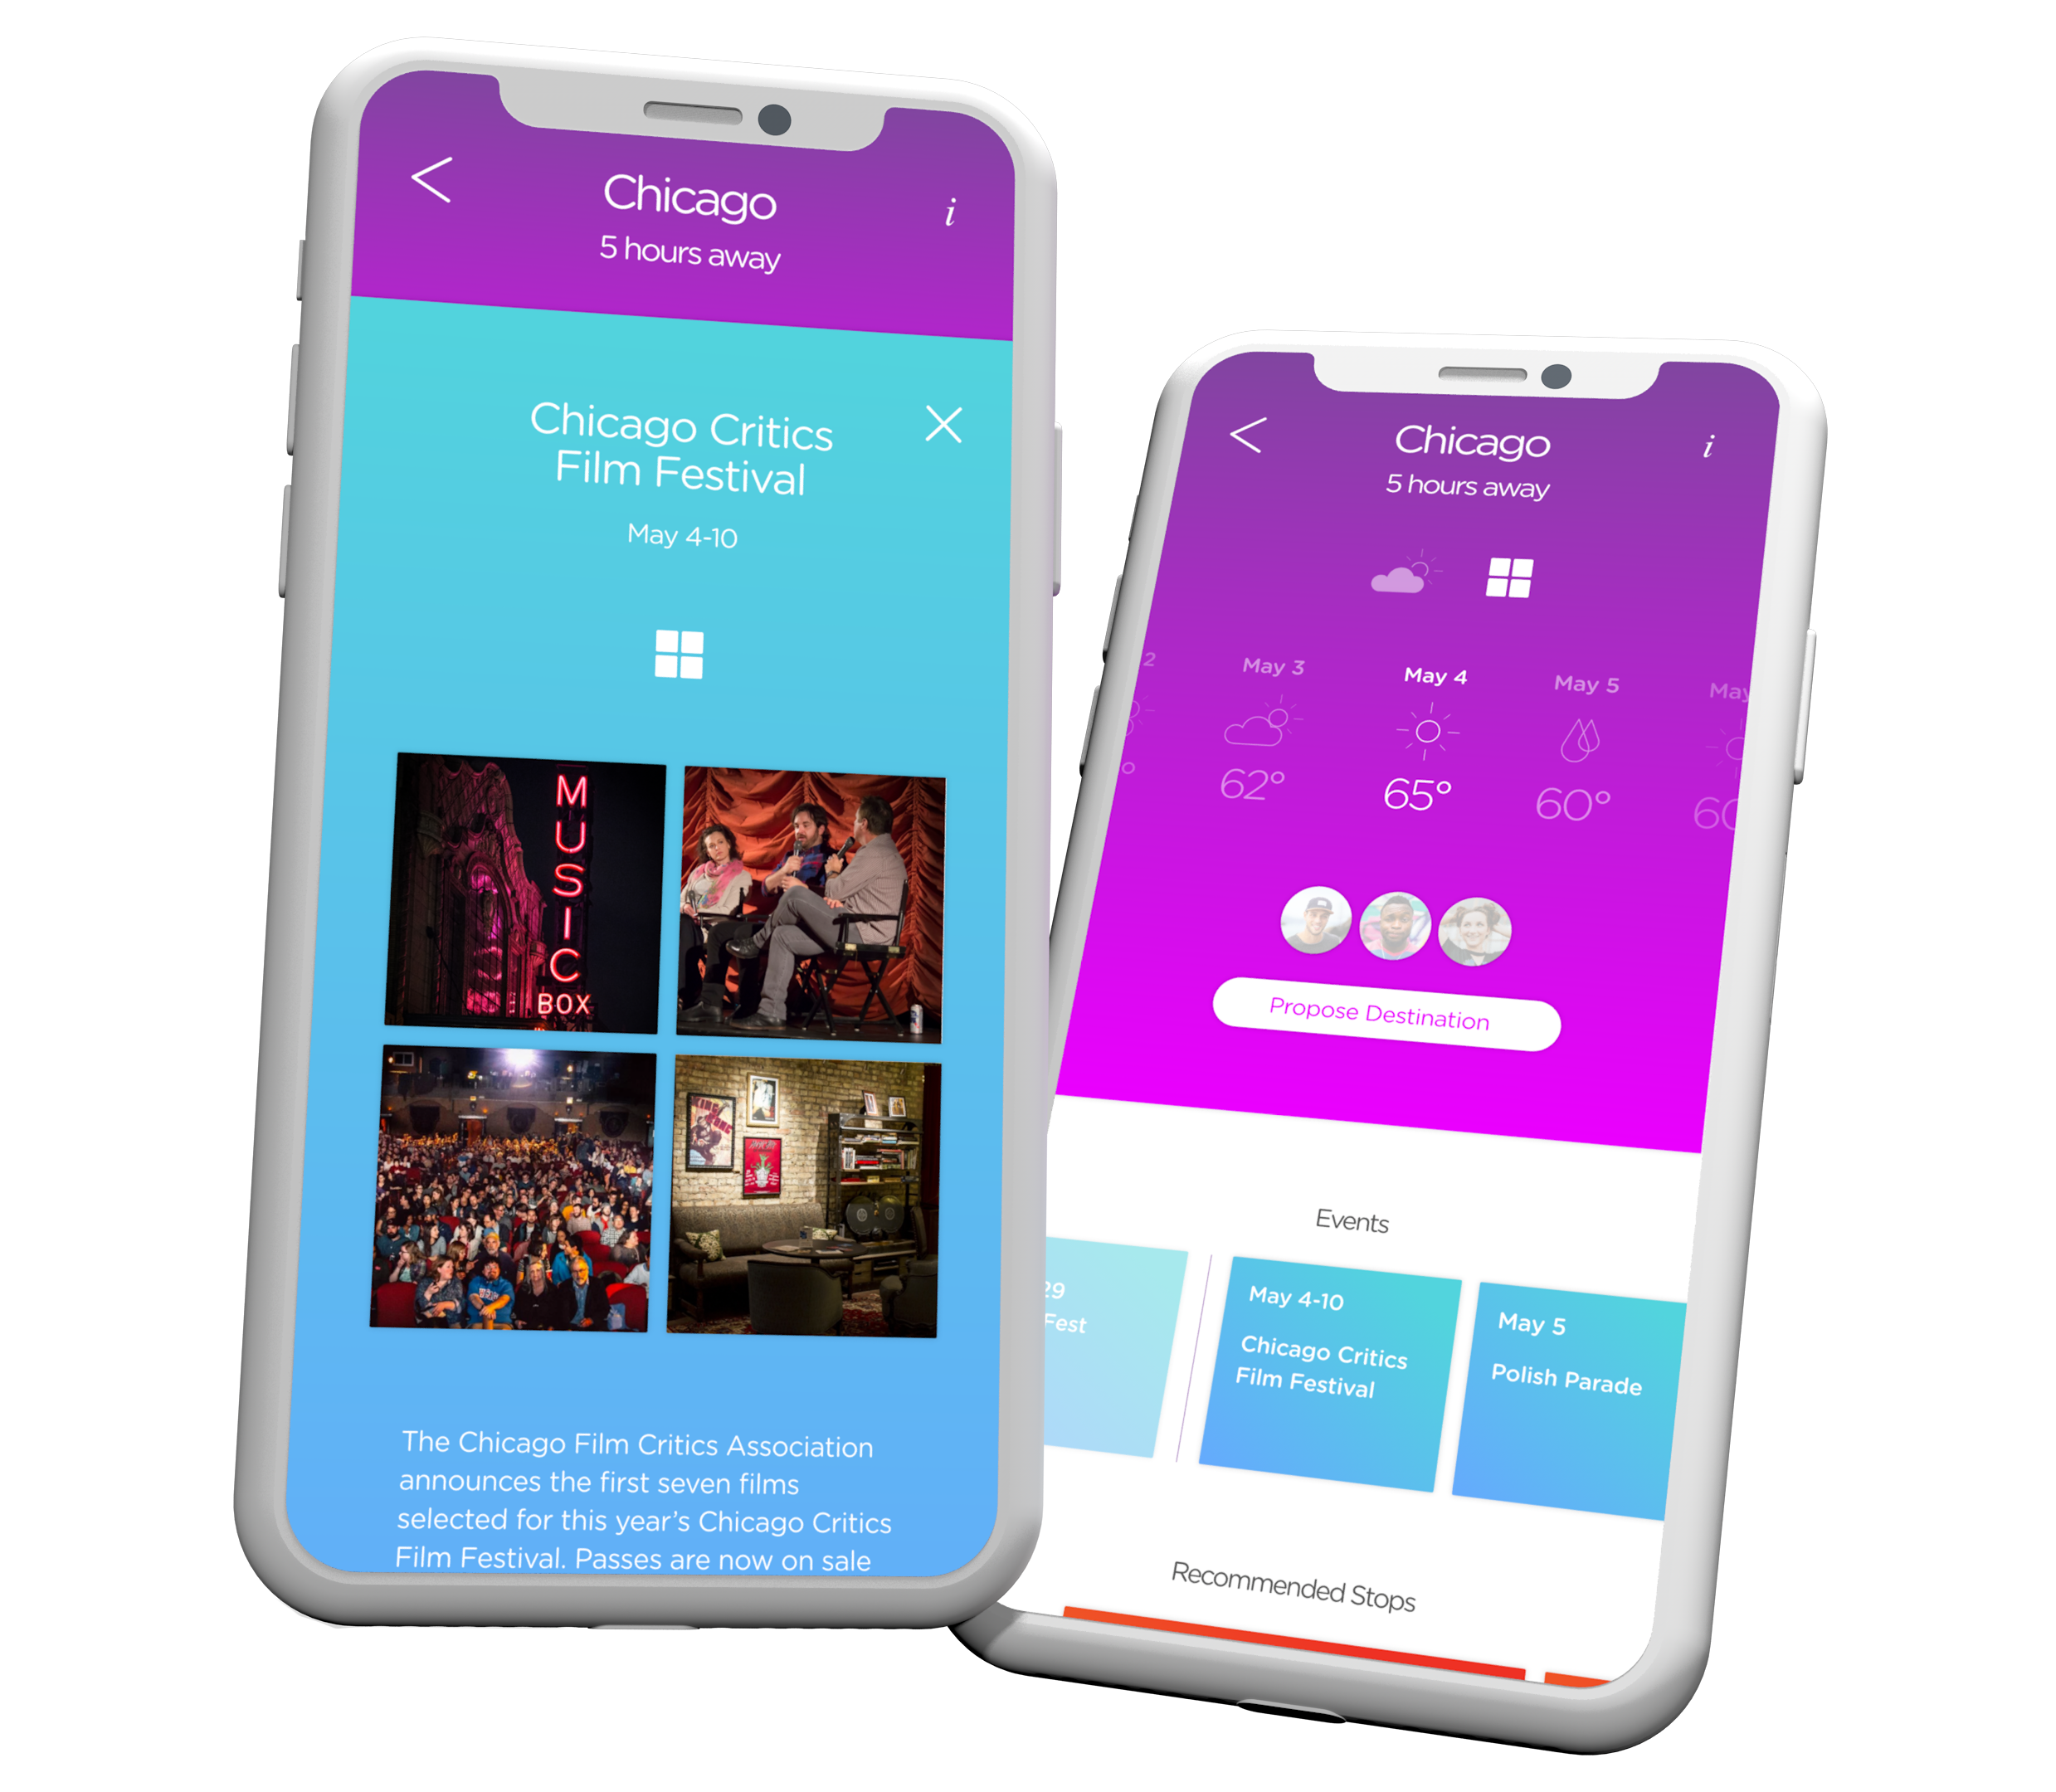 Chicago
i
5 hours away
Chicago Critics
Film Festival
May 4-10
MUSIC
BOX
KING
KONG
The Chicago Film Critics Association
announces the first seven films
selected for this year’s Chicago Critics
Film Festival. Passes are now on sale
Chicago
i
5 hours away
2
May 3
May 4
May 5
May
62°
65°
60°
60
Propose Destination
Events
29
Fest
May 4-10
Chicago Critics
Film Festival
May 5
Polish Parade
Recommended Stops